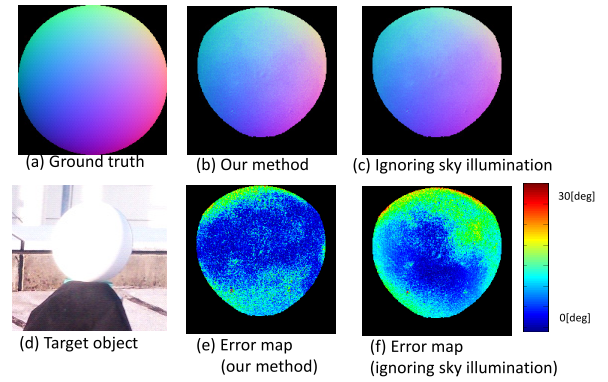 (a) Ground truth
(b) Our method
(c) Ignoring sky illumination
30[deg]
0[deg]
(d) Target object
(e) Error map
(our method)
(f) Error map
(ignoring sky illumination)